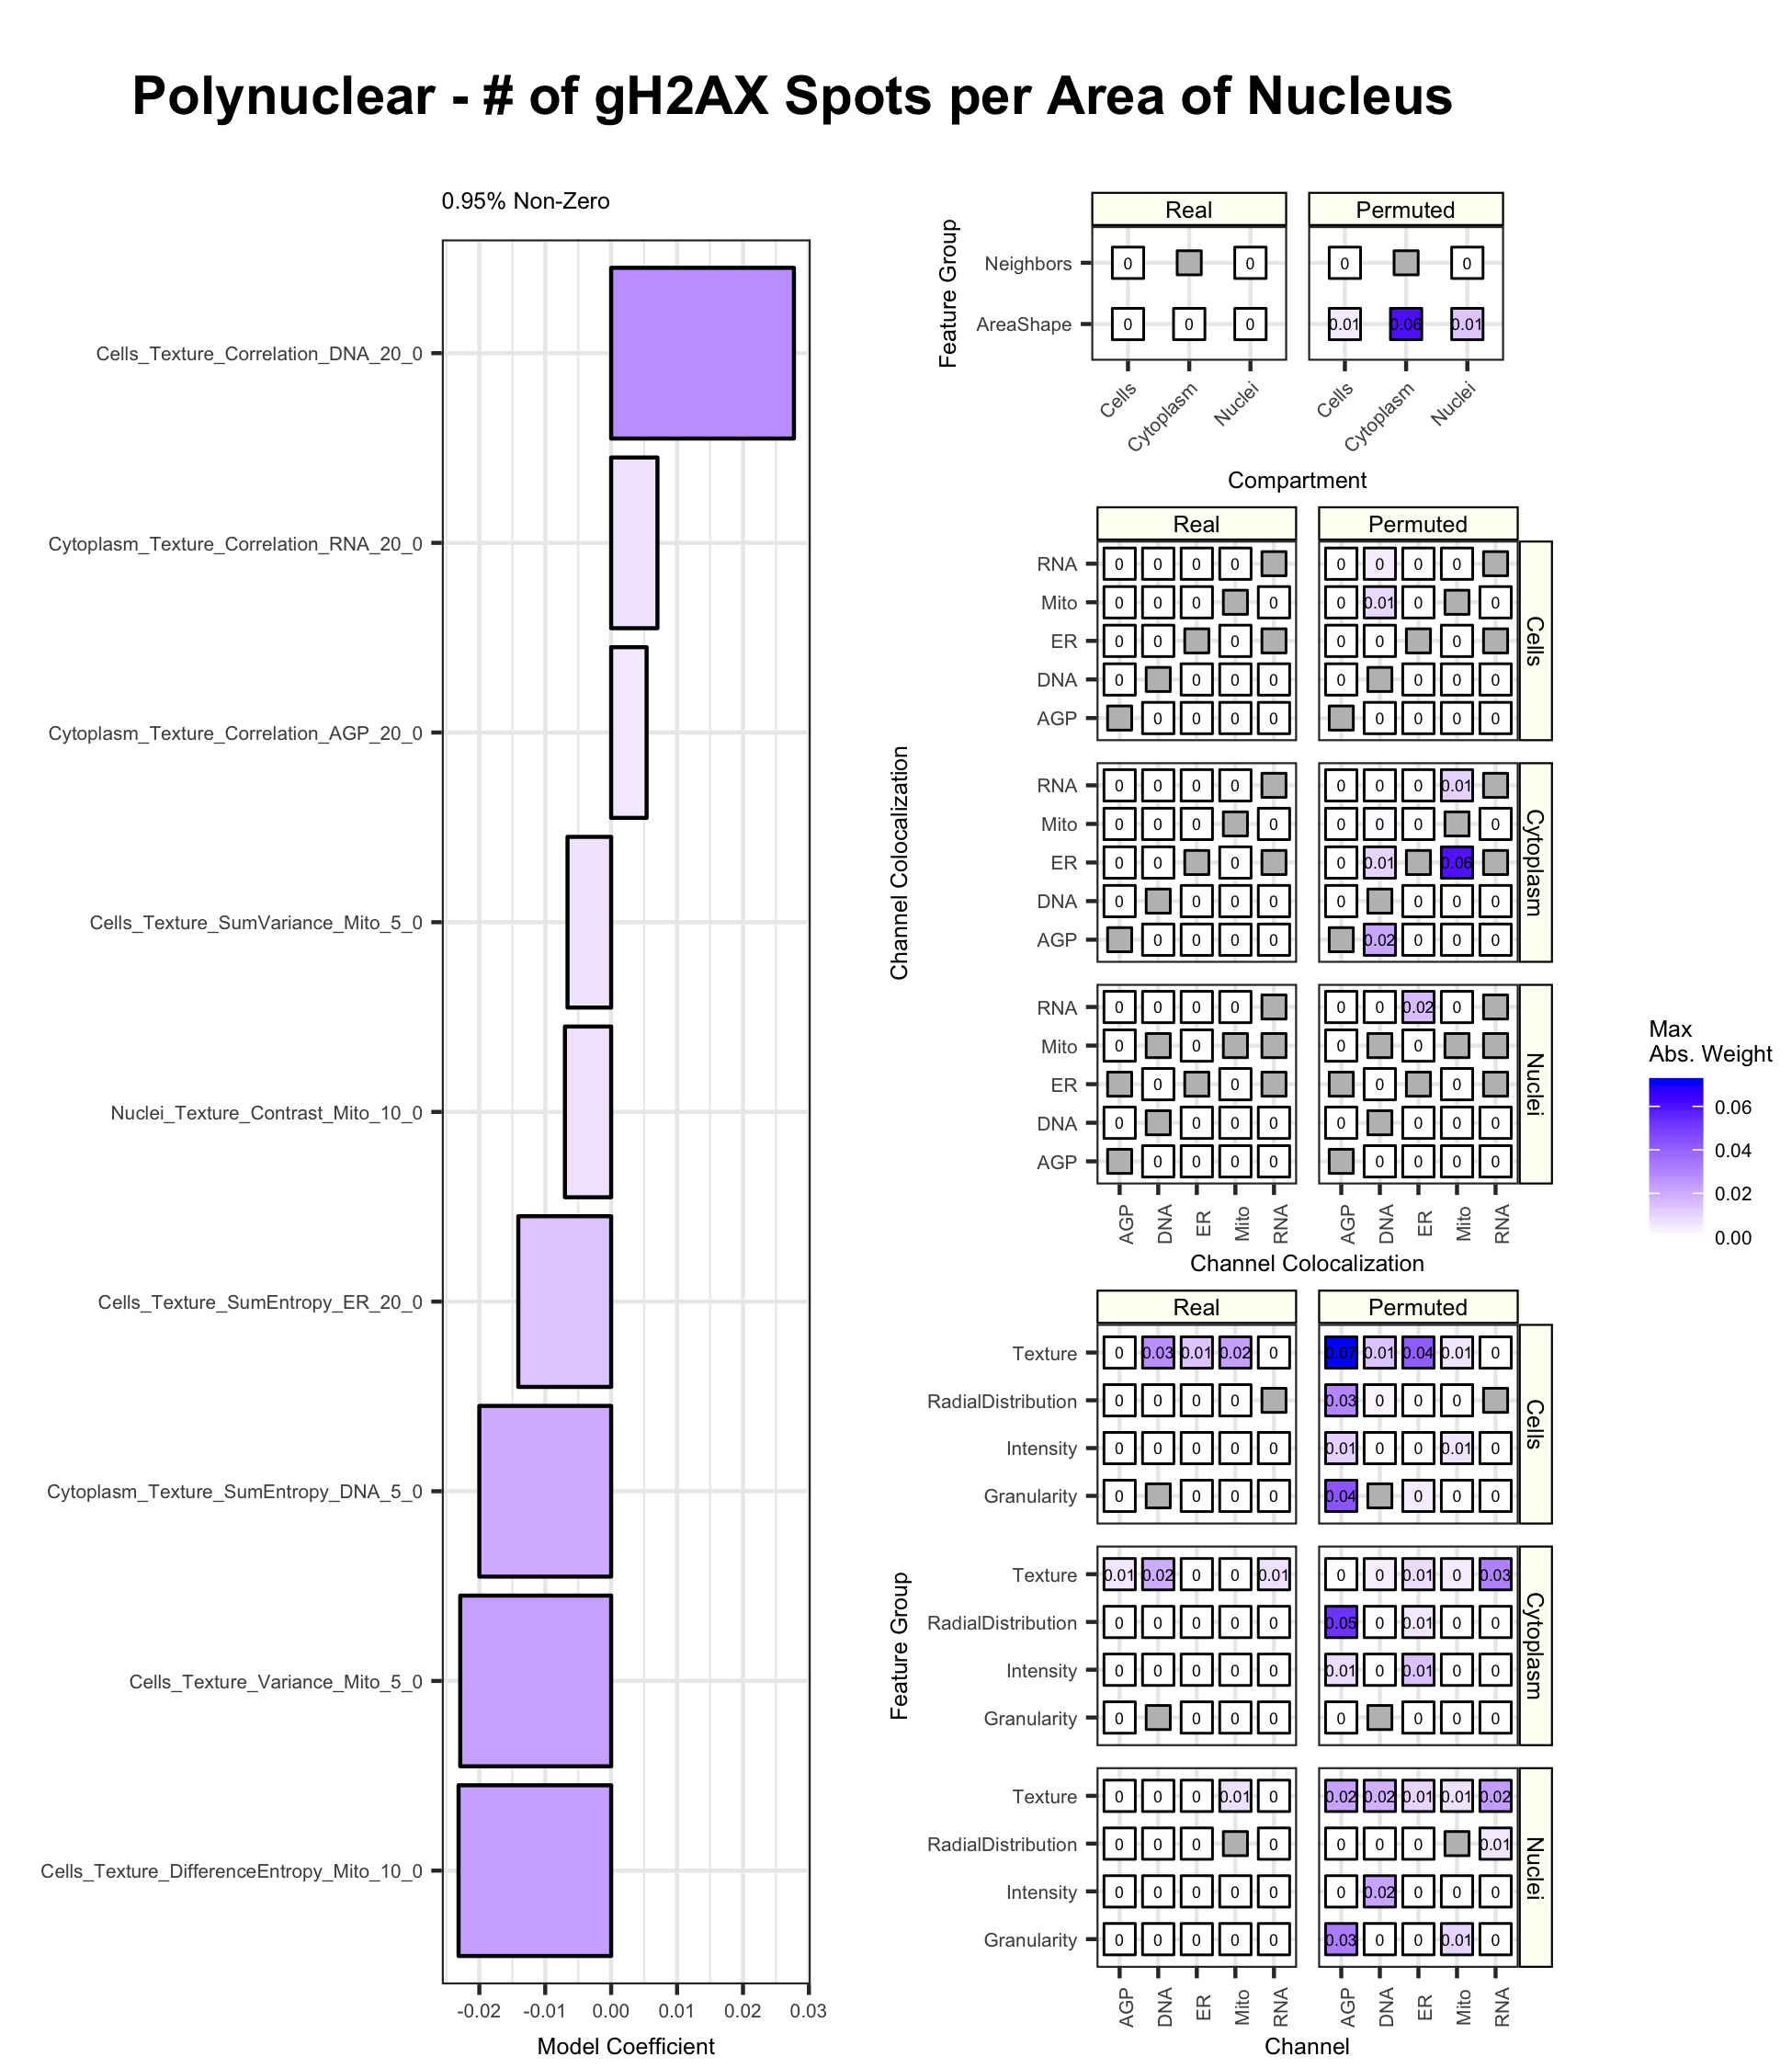 Polynuclear - # of gH2AX Spots per Area of Nucleus
0.95% Non-Zero
Cells_Texture_Correlation_DNA_20_0
Cytoplasm_Texture_Correlation_RNA_20_0
Cytoplasm_Texture_Correlation_AGP_20_0
Cells_Texture_SumVariance_Mito_5_0
Nuclei_Texture_Contrast_Mito_10_0
Cells_Texture_SumEntropy_ER_20_0
Cytoplasm_Texture_SumEntropy_DNA_5_0
Cells_Texture_Variance_Mito_5_0
Cells_Texture_DifferenceEntropy_Mito_10_0
-0.02 -0.01 0.00 0.01 0.02 0.03
Model Coefficient
Real Permuted
Feature Group
Neighbors 0 0 0 0
AreaShape 0 0 0 0.01 0.06 0.01
Cells Cytoplasm Nuclei Cells Cytoplasm Nuclei
Compartment
Real Permuted
Channel Colocalization
RNA 0 0 0 0 0 0 0 0
Mito 0 0 0 0 0 0.01 0 0
ER 0 0 0 0 0 0
DNA 0 0 0 0 0 0 0 0
AGP 0 0 0 0 0 0 0 0
Cells
RNA 0 0 0 0 0 0 0 0.01
Mito 0 0 0 0 0 0 0 0
ER 0 0 0 0 0.01 0.06
DNA 0 0 0 0 0 0 0 0
AGP 0 0 0 0 0.02 0 0 0
Cytoplasm
RNA 0 0 0 0 0 0 0.02 0
Mito 0 0 0 0
ER 0 0 0 0
DNA 0 0 0 0 0 0 0 0
AGP 0 0 0 0 0 0 0 0
Nuclei
AGP DNA ER Mito RNA AGP DNA ER Mito RNA
Channel Colocalization
Max
Abs. Weight
0.06
0.04
0.02
0.00
Real Permuted
Feature Group
Texture 0 0.03 0.01 0.02 0 0.07 0.01 0.04 0.01 0
RadialDistribution 0 0 0 0 0.03 0 0 0
Intensity 0 0 0 0 0 0.01 0 0 0.01 0
Granularity 0 0 0 0 0.04 0 0 0
Cells
Texture 0.01 0.02 0 0 0.01 0 0 0.01 0 0.03
RadialDistribution 0 0 0 0 0 0.05 0 0.01 0 0
Intensity 0 0 0 0 0 0.01 0 0.01 0 0
Granularity 0 0 0 0 0 0 0 0
Cytoplasm
Texture 0 0 0 0.01 0 0.02 0.02 0.01 0.01 0.02
RadialDistribution 0 0 0 0 0 0 0 0.01
Intensity 0 0 0 0 0 0 0.02 0 0 0
Granularity 0 0 0 0 0 0.03 0 0 0.01 0
Nuclei
AGP DNA ER Mito RNA AGP DNA ER Mito RNA
Channel